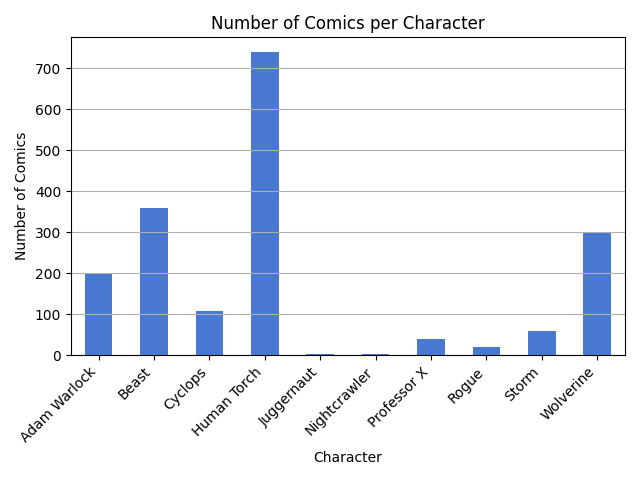 Number of Comics per Character
Number of Comics
700
600
500
400
300
200
100
0
Adam Warlock
Beast
Cyclops
Human Torch
Juggernaut
Nightcrawler
Professor X
Rogue
Storm
Wolverine
Character